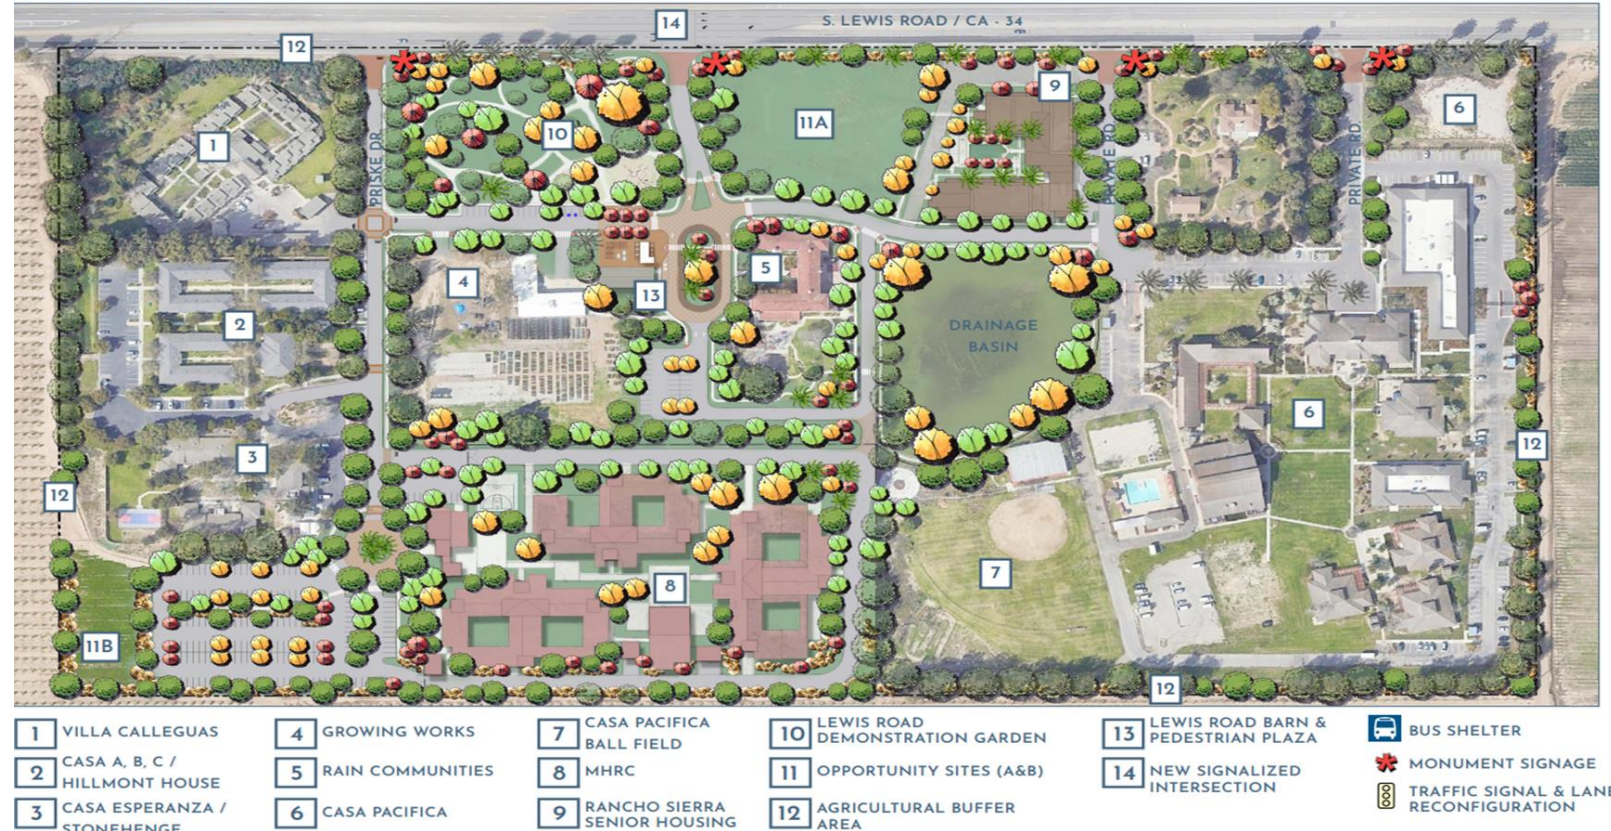 14
S. LEWIS ROAD / CA - 34
12
9
6
11A
10
1
PRISKE DR
PRIVATE RD
PRIVATE RD
5
4
13
2
DRAINAGE
BASIN
6
3
12
12
7
8
11B
12
1 VILLA CALLEGUAS
2 CASA A, B, C /
HILLMONT HOUSE
3 CASA ESPERANZA /
STONEHENGE
4 GROWING WORKS
5 RAIN COMMUNITIES
6 CASA PACIFICA
7 CASA PACIFICA
BALL FIELD
8 MHRC
9 RANCHO SIERRA
SENIOR HOUSING
10 LEWIS ROAD
DEMONSTRATION GARDEN
11 OPPORTUNITY SITES (A&B)
12 AGRICULTURAL BUFFER
AREA
13 LEWIS ROAD BARN &
PEDESTRIAN PLAZA
14 NEW SIGNALIZED
INTERSECTION
BUS SHELTER
MONUMENT SIGNAGE
TRAFFIC SIGNAL & LANE
RECONFIGURATION